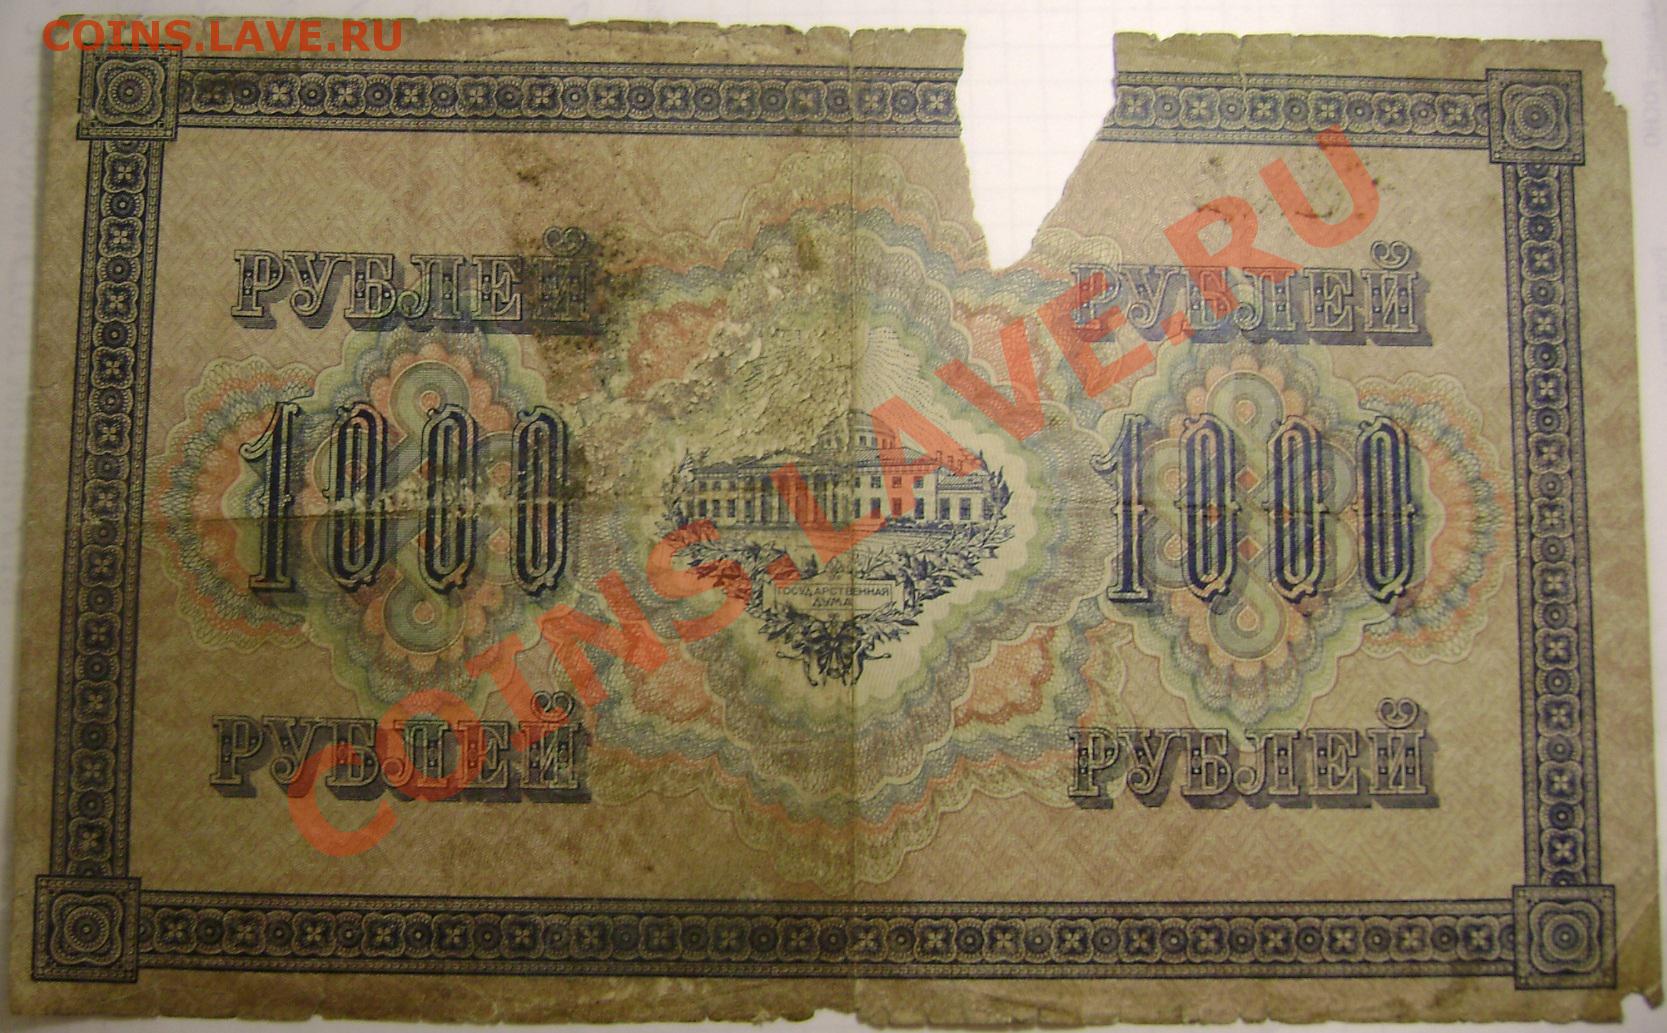 COINS.LAVE.RU
РУБЛЕЙ РУБЛЕЙ
1000 1000
ГОСУДАРСТВЕННАЯ
ДУМА
РУБЛЕЙ РУБЛЕЙ
COINS.LAVE.RU